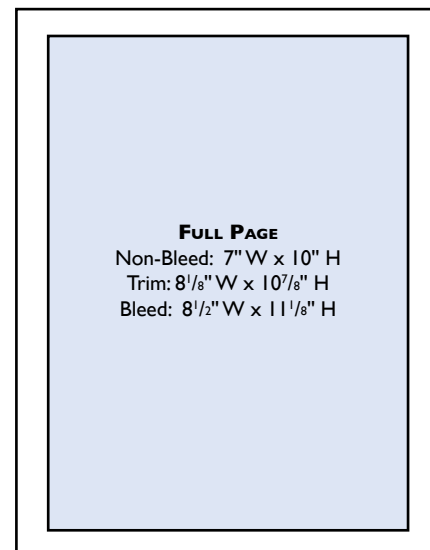 Full Page
Non-Bleed: 7" W x 10" H
Trim: 8 1/8" W x 10 7/8" H
Bleed: 8 1/2" W x 11 1/8" H